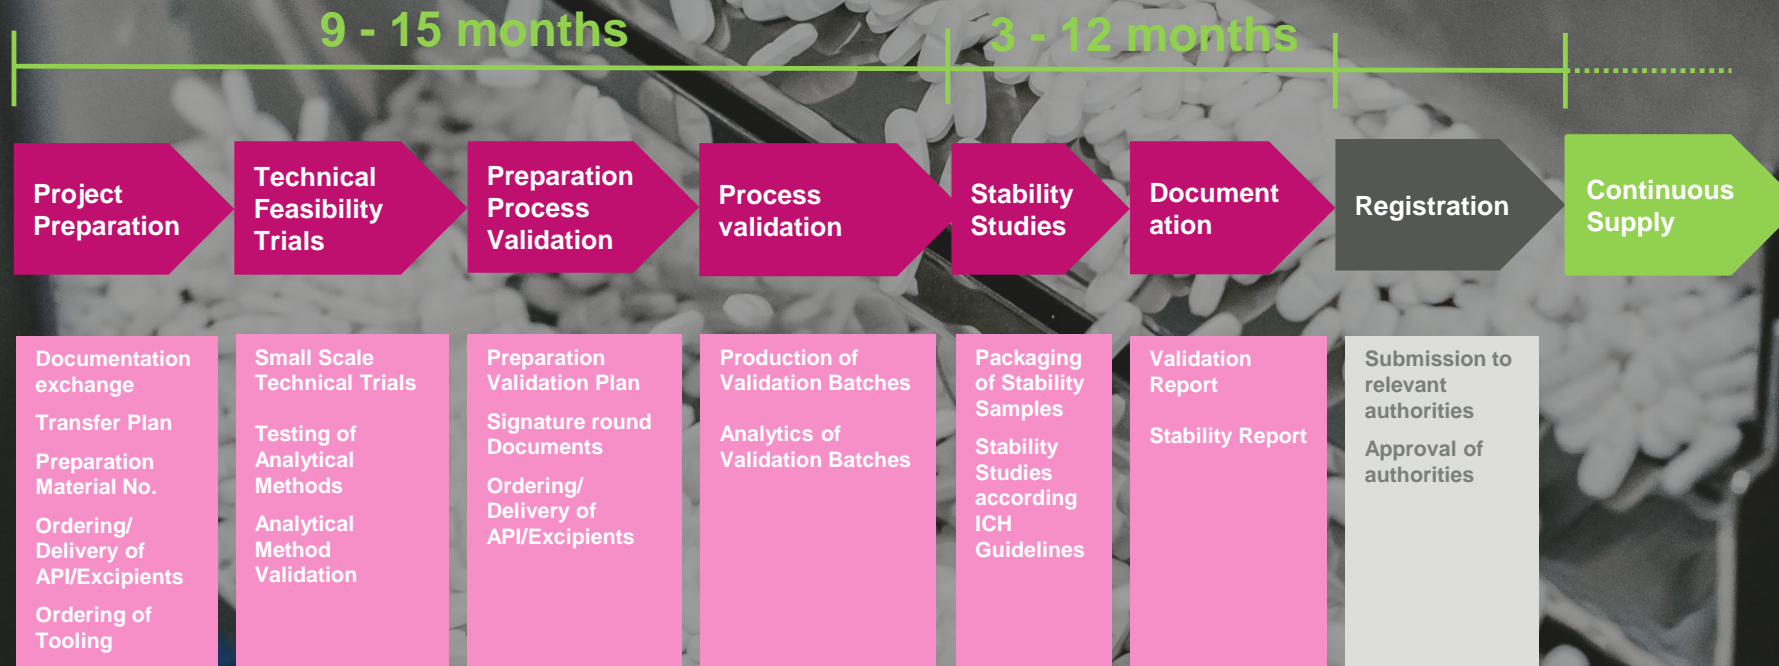 9 - 15 months
3 - 12 months
Project
Preparation
Technical
Feasibility
Trials
Preparation
Process
Validation
Process
validation
Stability
Studies
Document
ation
Registration
Continuous
Supply
Documentation
exchange
Transfer Plan
Preparation
Material No.
Ordering/
Delivery of
API/Excipients
Ordering of
Tooling
Small Scale
Technical Trials
Testing of
Analytical
Methods
Analytical
Method
Validation
Preparation
Validation Plan
Signature round
Documents
Ordering/
Delivery of
API/Excipients
Production of
Validation Batches
Analytics of
Validation Batches
Packaging
of Stability
Samples
Stability
Studies
according
ICH
Guidelines
Validation
Report
Stability Report
Submission to
relevant
authorities
Approval of
authorities